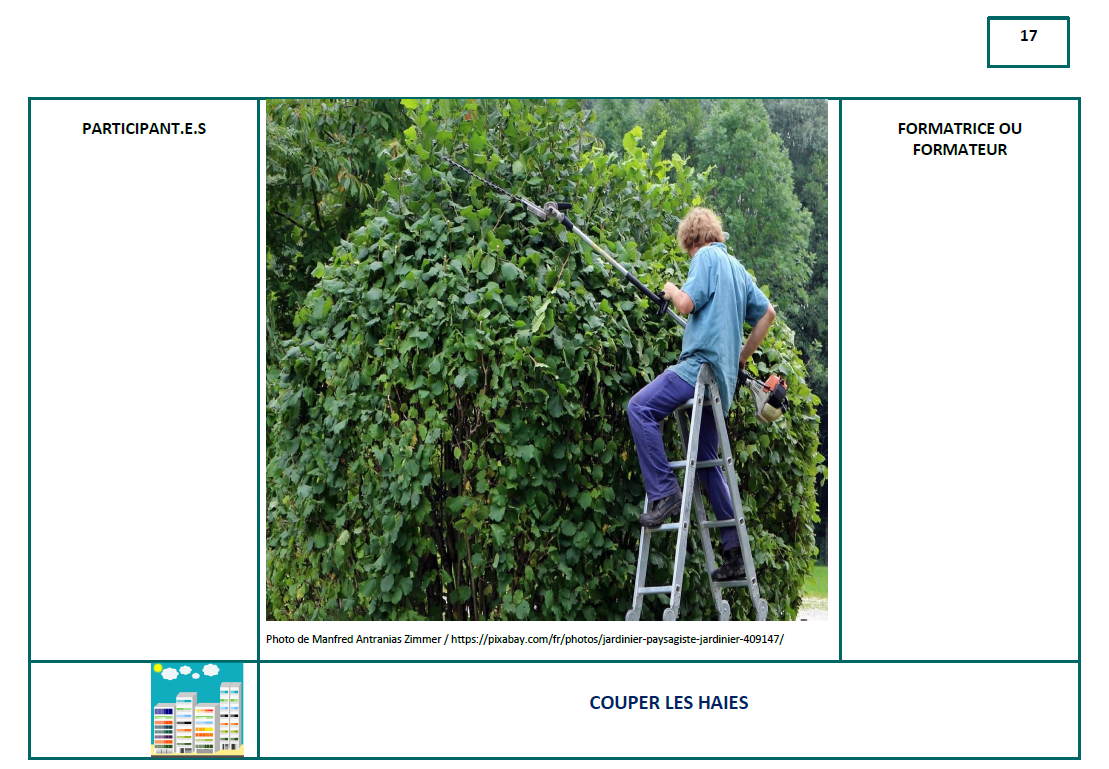 17
PARTICIPANT.E.S
FORMATRICE OU
FORMATEUR
Photo de Manfred Antranias Zimmer / https://pixabay.com/fr/photos/jardinier-paysagiste-jardinier-409147/
COUPER LES HAIES